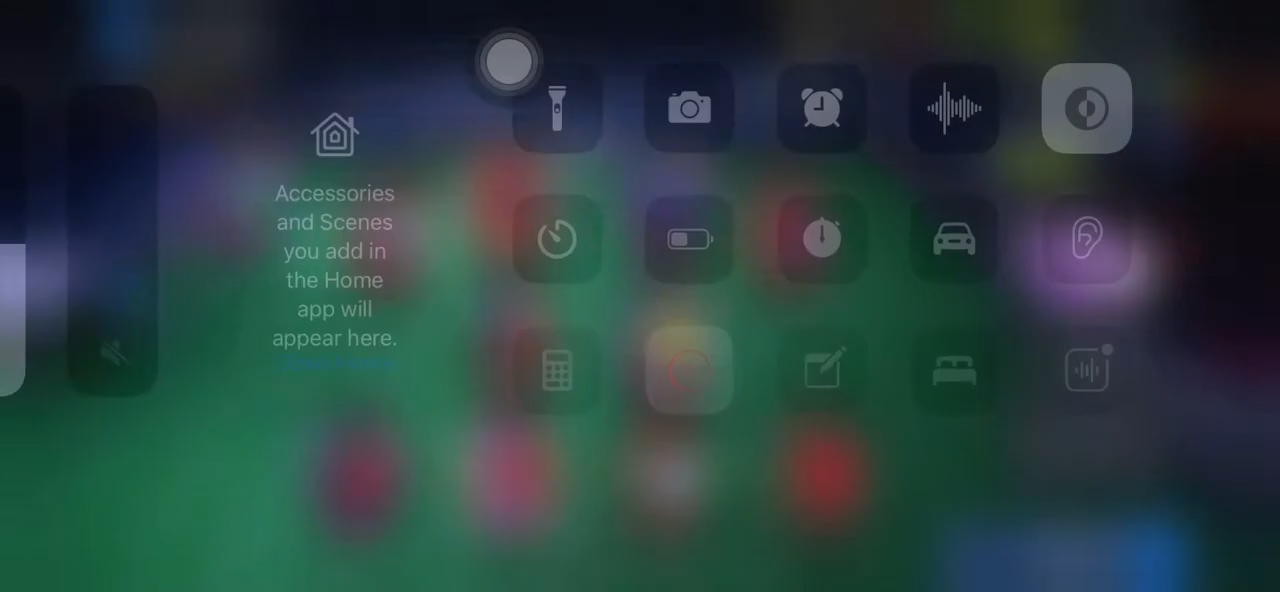 Accessories
and Scenes
you add in
the Home
app will
appear here.